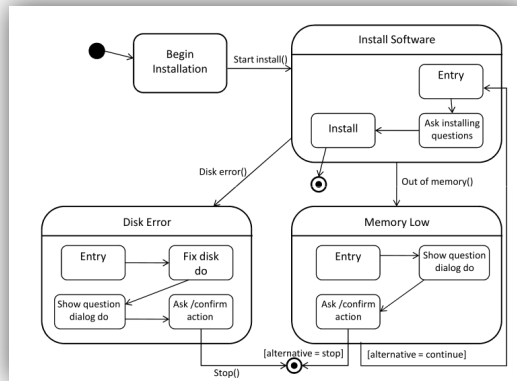 Install Software
Begin
Installation
Start install()
Entry
Install
Ask installing
questions
Disk error()
Out of memory()
Disk Error
Entry
Fix disk
do
Show question
dialog do
Ask /confirm
action
Memory Low
Entry
Show question
dialog do
Ask /confirm
action
[alternative = stop]
[alternative = continue]
Stop()